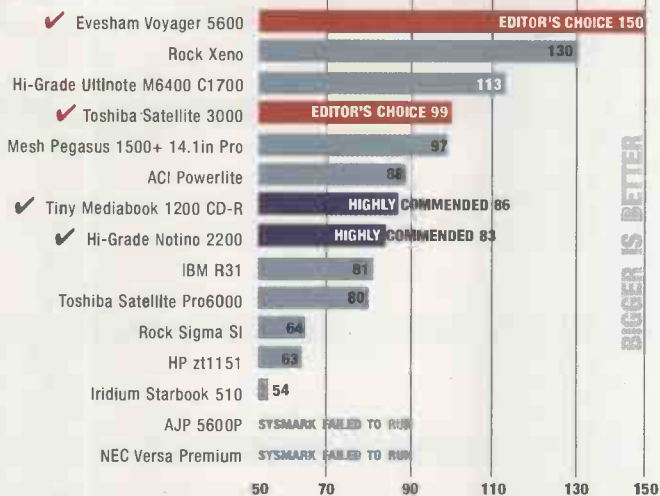 Evesham Voyager 5600 EDITOR'S CHOICE 150
Rock Xeno 130
Hi-Grade Ultinote M6400 C1700 113
Toshiba Satellite 3000 EDITOR'S CHOICE 99
Mesh Pegasus 1500+ 14.1in Pro 97
ACI Powerlite 88
Tiny Mediabook 1200 CD-R HIGHLY COMMENDED 86
Hi-Grade Notino 2200 HIGHLY COMMENDED 83
IBM R31 81
Toshiba Satellite Pro6000 80
Rock Sigma SI 64
HP zt1151 63
Iridium Starbook 510 54
AJP 5600P SYSMARK FAILED TO RUN
NEC Versa Premium SYSMARK FAILED TO RUN
50 70 90 110 130 150
BIGGER IS BETTER